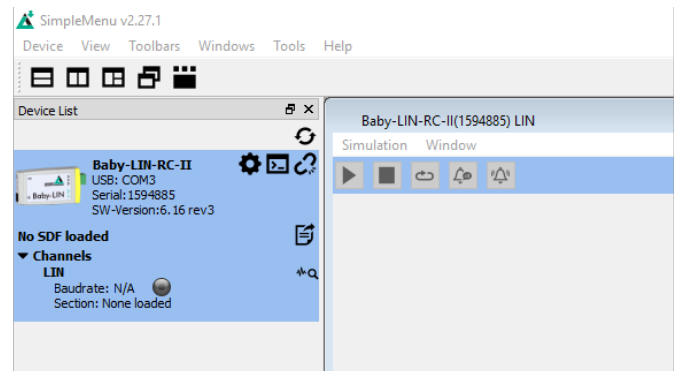 SimpleMenu v2.27.1
Device View Toolbars Windows Tools Help
Device List
Baby-LIN-RC-II
USB: COM3
Serial: 1594885
SW-Version:6.16 rev3
Baby-LIN
No SDF loaded
Channels
LIN
Baudrate: N/A
Section: None loaded
Baby-LIN-RC-II(1594885) LIN
Simulation Window